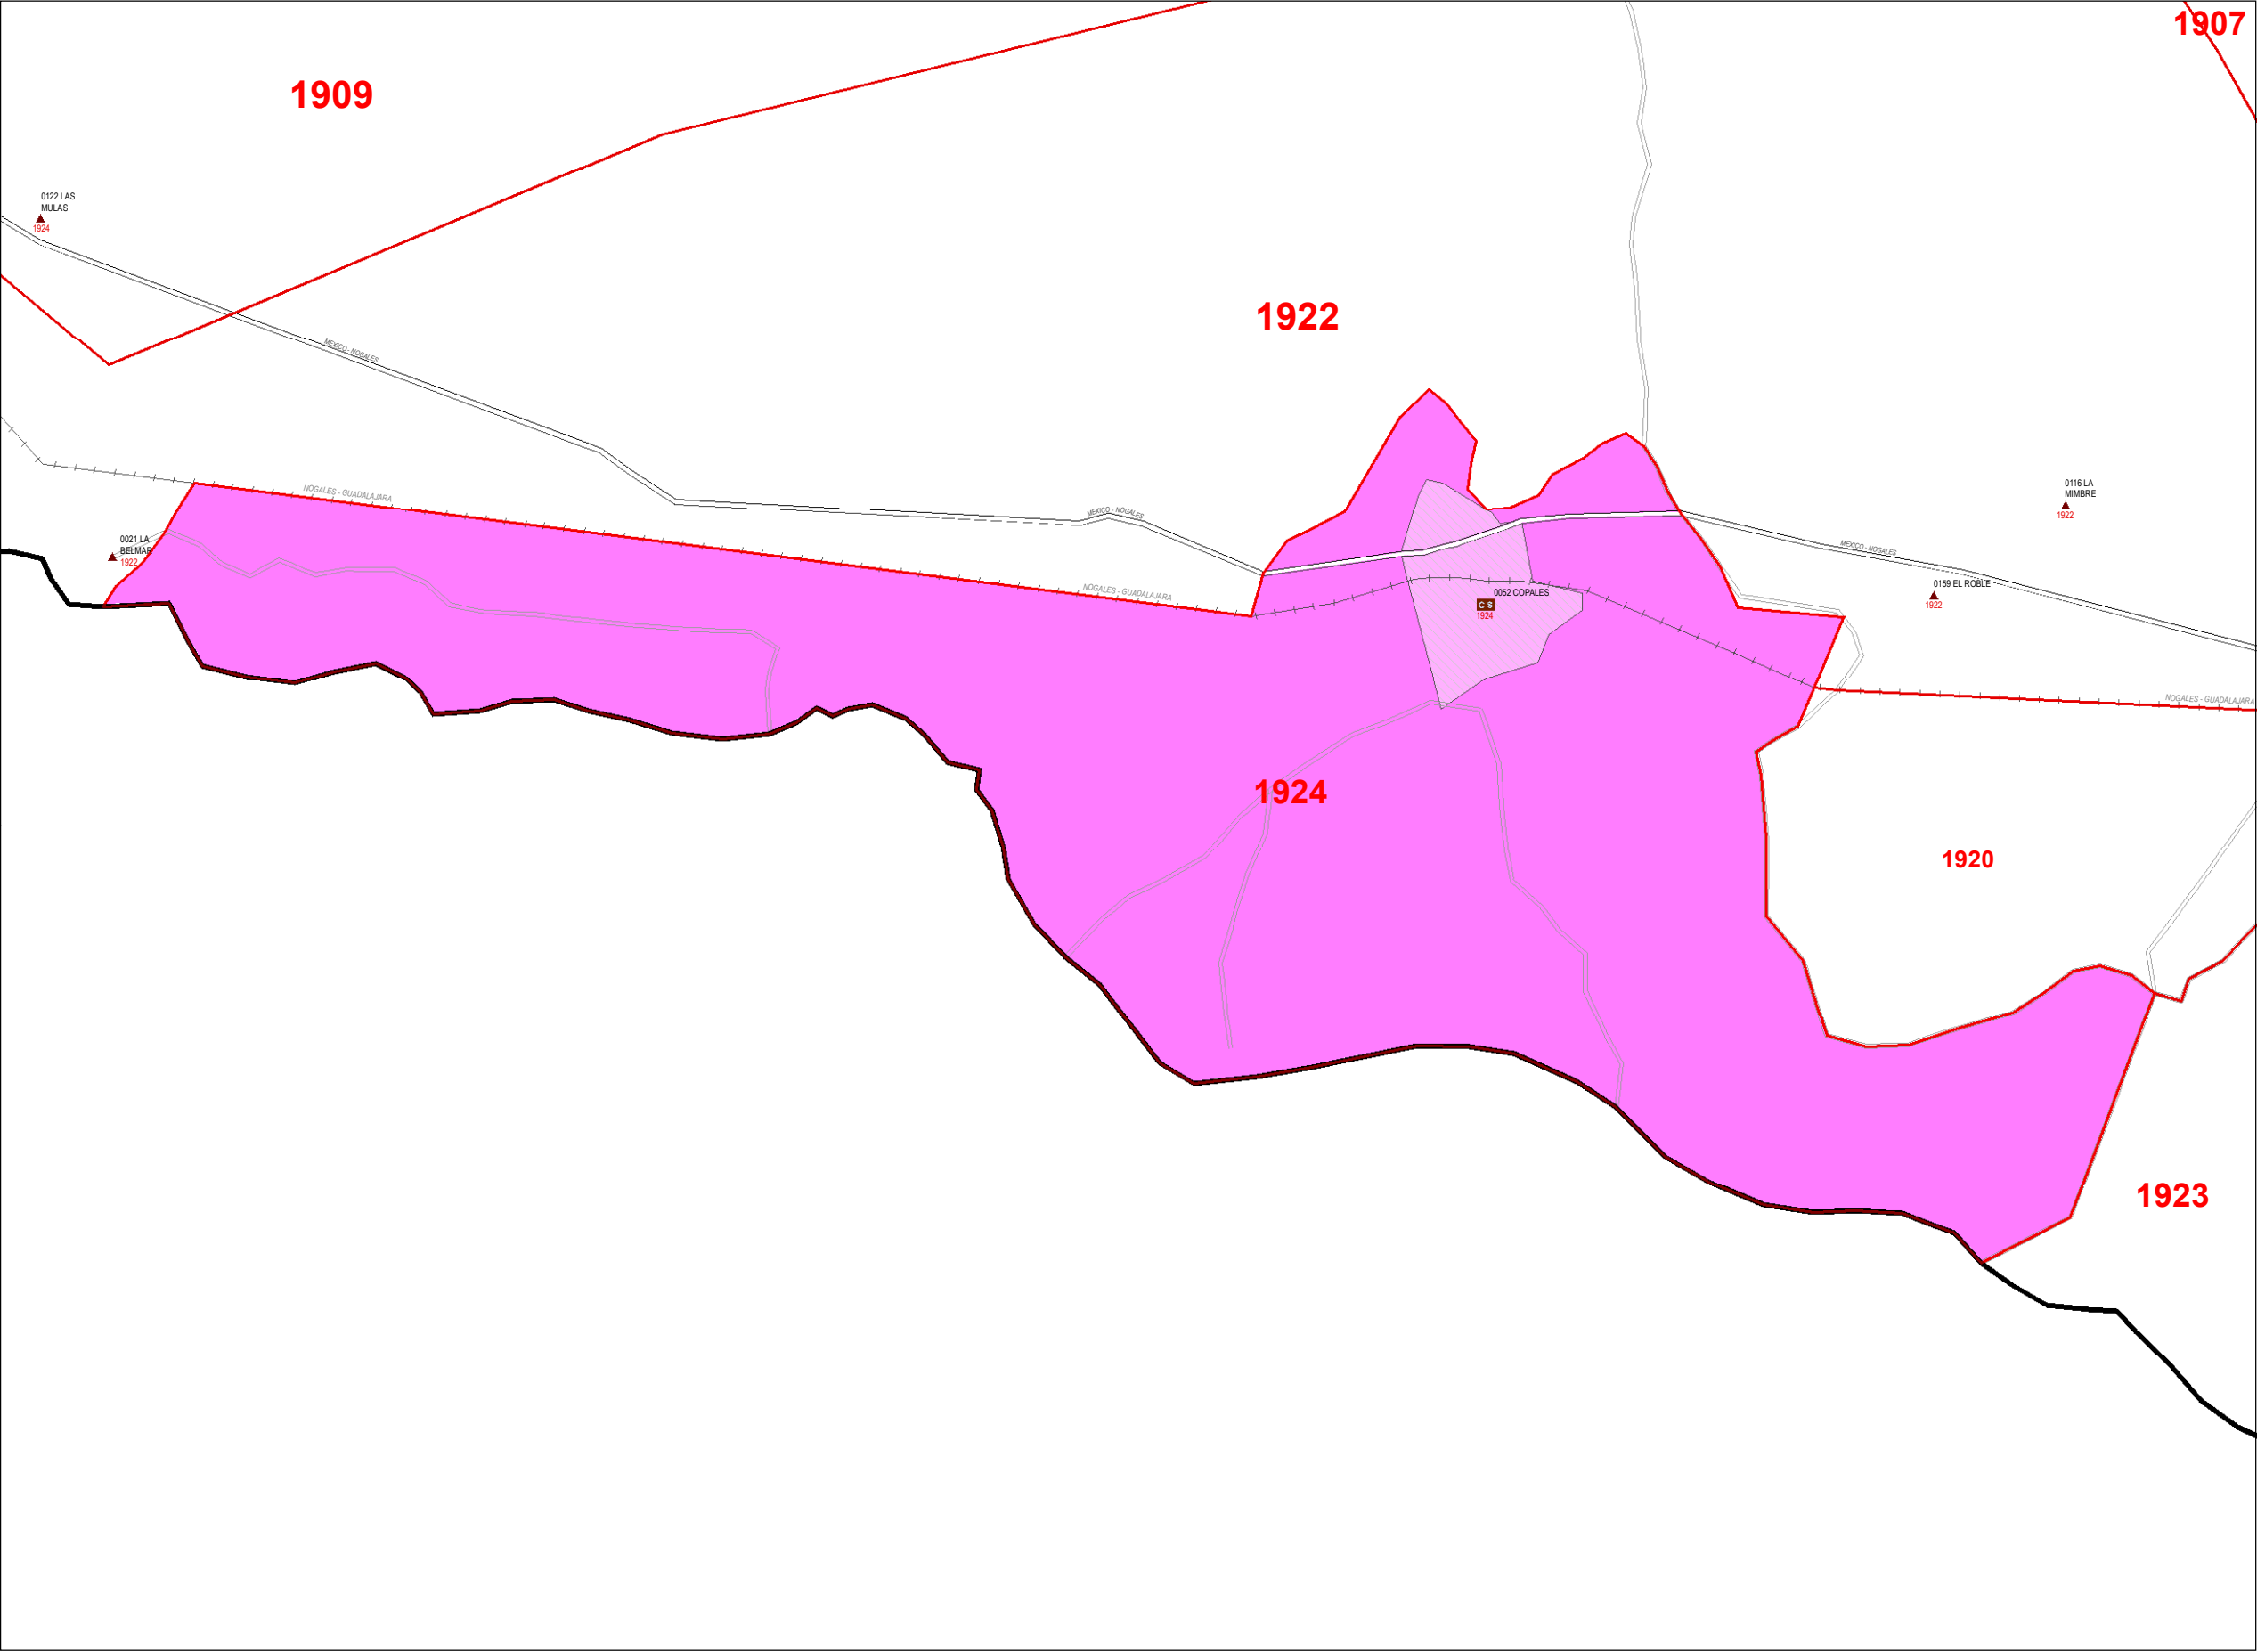 1907
1909
0122 LAS
MULAS
1924
1922
MEXICO - NOGALES
NOGALES - GUADALAJARA
MEXICO - NOGALES
0116 LA
MIMBRE
1922
0021 LA
BELMAR
1922
MEXICO - NOGALES
0159 EL ROBLE
1922
NOGALES - GUADALAJARA
0052 COPALES
C S
1924
NOGALES - GUADALAJARA
1924
1920
1923